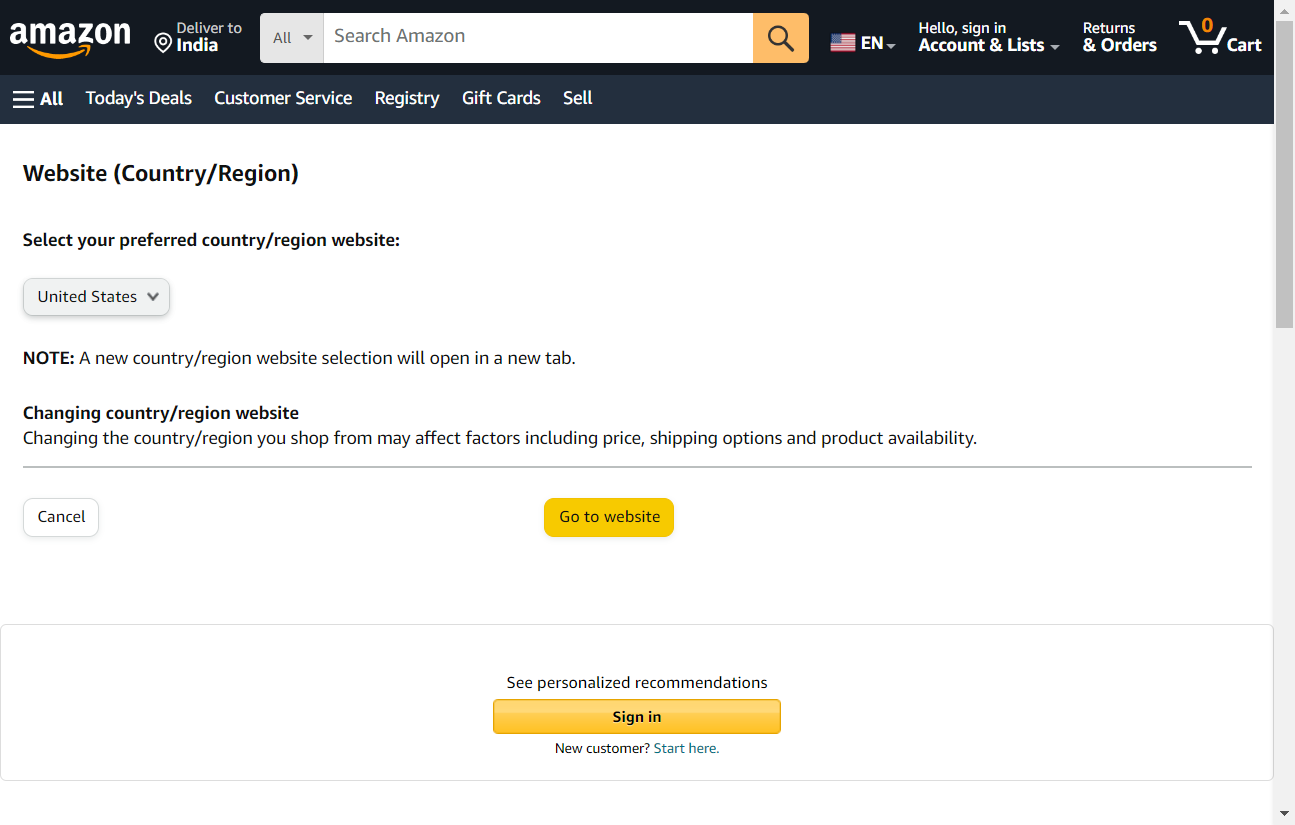 amazon
Deliver to
India
All
Search Amazon
EN
Hello, sign in
Account & Lists
Returns
& Orders
0
Cart
All
Today's Deals
Customer Service
Registry
Gift Cards
Sell
Website (Country/Region)
Select your preferred country/region website:
United States
NOTE: A new country/region website selection will open in a new tab.
Changing country/region website
Changing the country/region you shop from may affect factors including price, shipping options and product availability.
Cancel
Go to website
See personalized recommendations
Sign in
New customer? Start here.